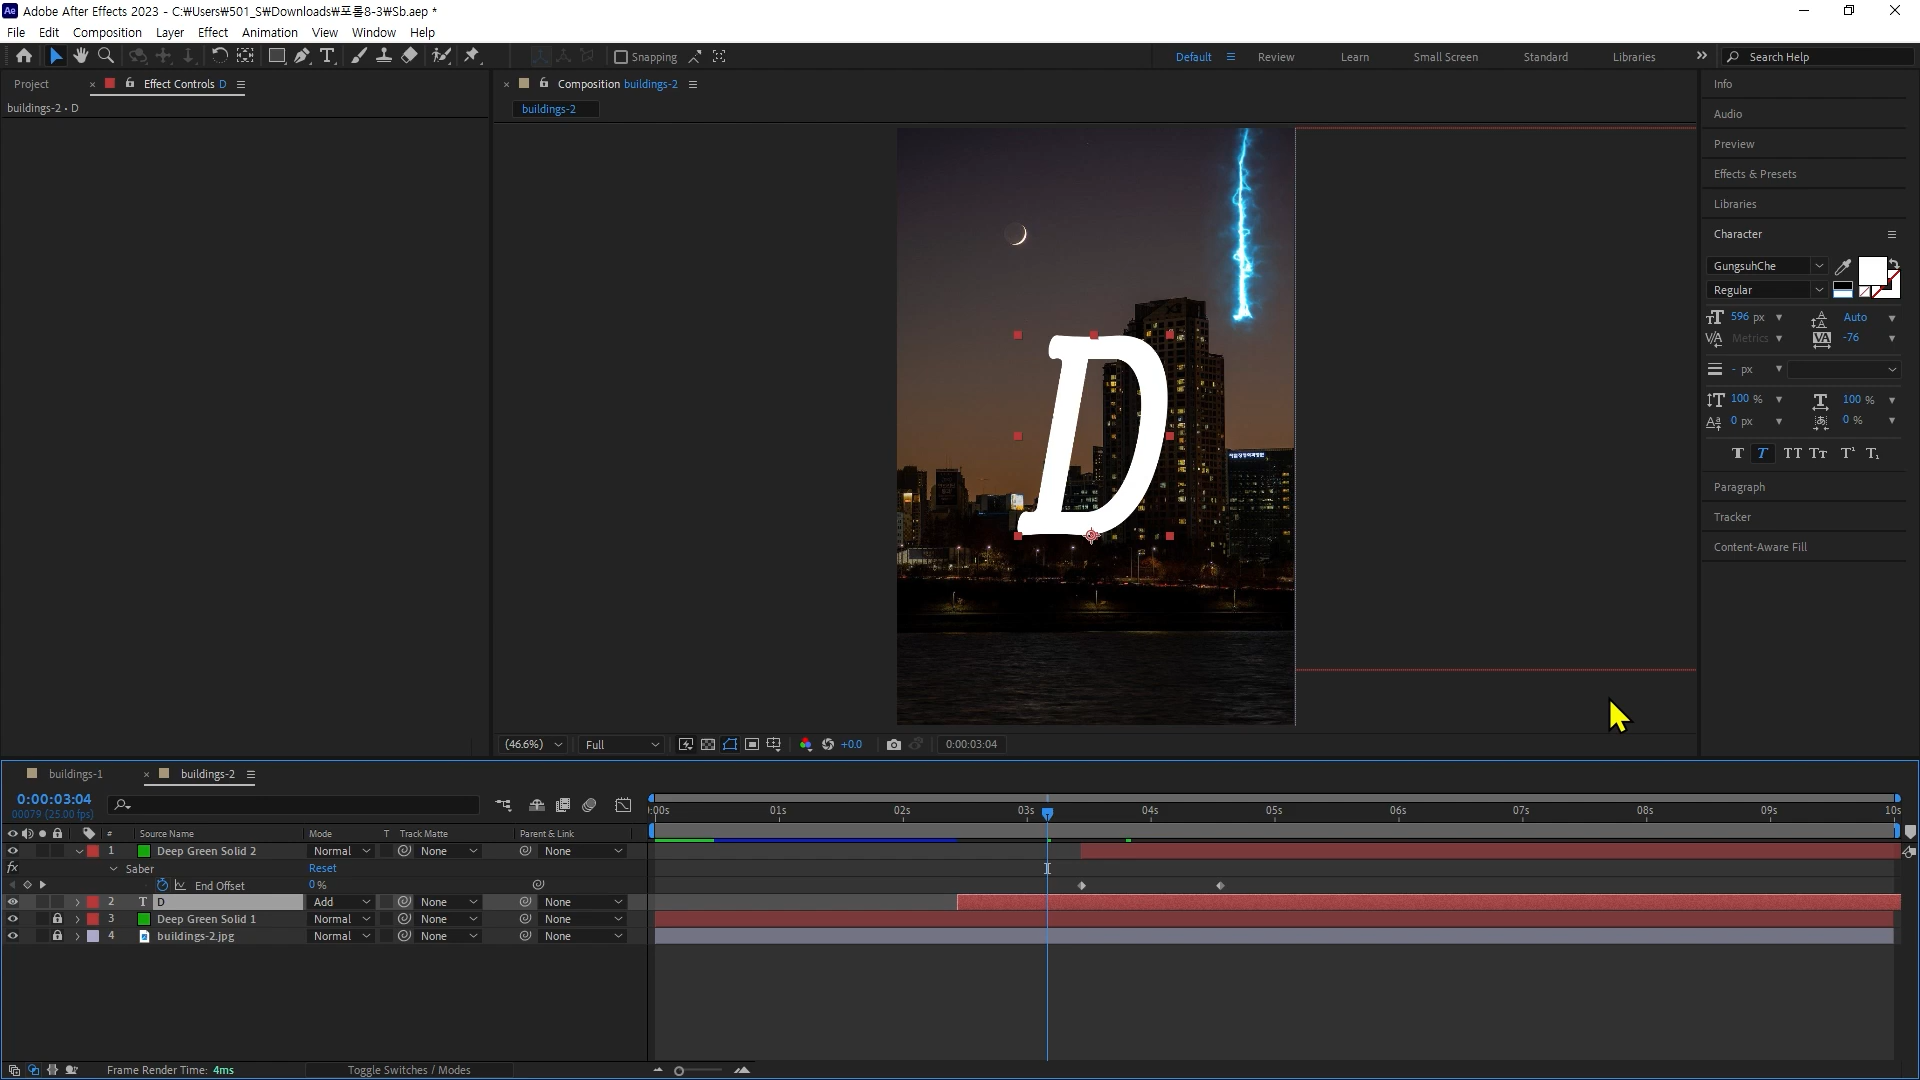 Ae Adobe After Effects 2023 - C:₩Users₩501_S₩Downloads₩포폴8-3₩Sb.aep *
File Edit Composition Layer Effect Animation View Window Help
Snapping Default Review Learn Small Screen Standard Libraries Search Help
Project Effect Controls D
buildings-2 • D
Composition buildings-2
buildings-2
D
(46.6%) Full +0.0 0:00:03:04
Info
Audio
Preview
Effects & Presets
Libraries
Character
GungsuhChe
Regular
596 px Auto
Metrics -76
- px
100 % 100 %
0 px 0 %
T T TT Tт T¹ T₁
Paragraph
Tracker
Content-Aware Fill
buildings-1 buildings-2
0:00:03:04
00079 (25.00 fps)
:00s 01s 02s 03s 04s 05s 06s 07s 08s 09s 10s
# Source Name Mode T Track Matte Parent & Link
1 Deep Green Solid 2 Normal None None
fx Saber Reset
End Offset 0 %
2 T D Add None None
3 Deep Green Solid 1 Normal None None
4 buildings-2.jpg Normal None None
Frame Render Time: 4ms Toggle Switches / Modes